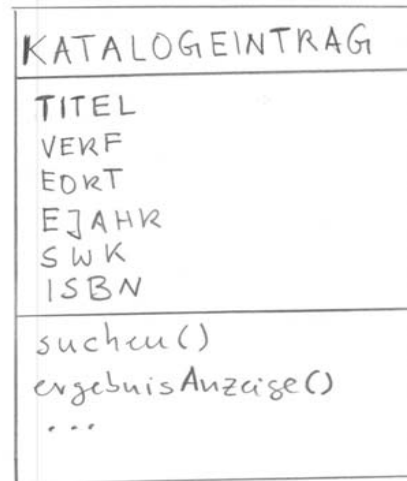 KATALOGEINTRAG
TITEL
VERF
EORT
EJAHR
SWK
ISBN
suchen()
ergebnisAnzeige()
...